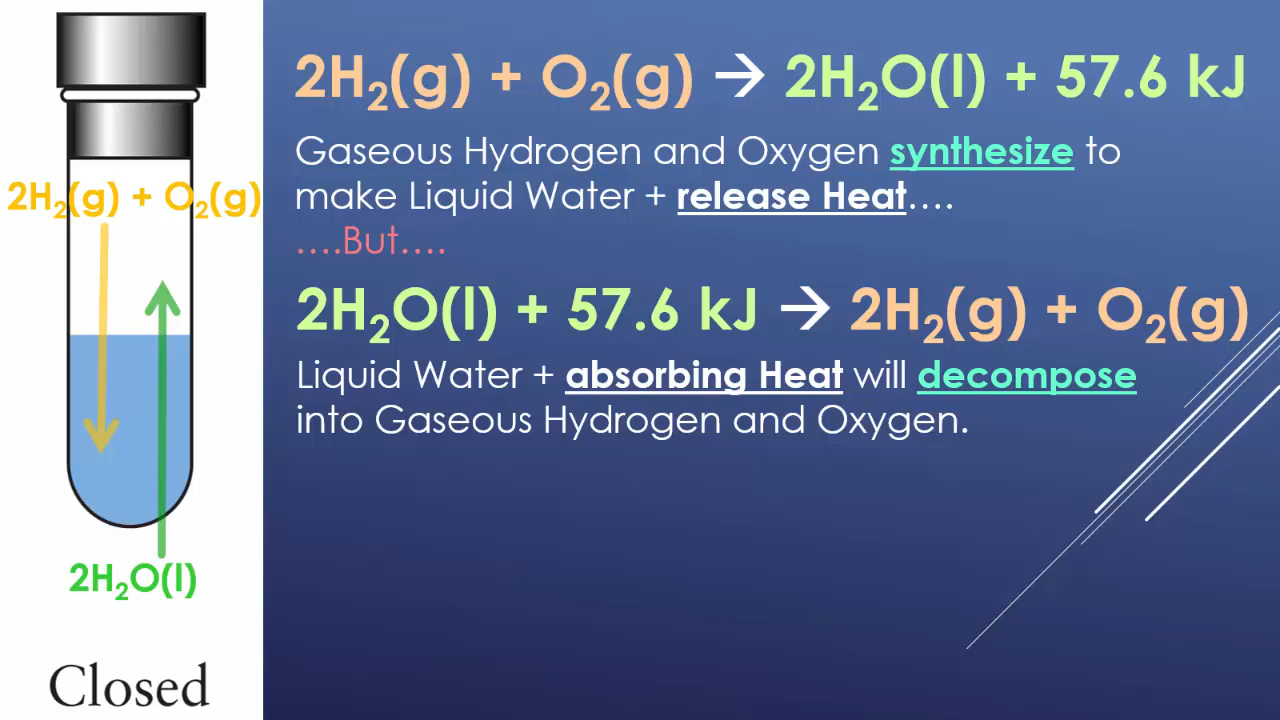 2H₂(g) + O₂(g)
2H₂O(l)
Closed
2H₂(g) + O₂(g) → 2H₂O(l) + 57.6 kJ
Gaseous Hydrogen and Oxygen synthesize to
make Liquid Water + release Heat….
….But….
2H₂O(l) + 57.6 kJ → 2H₂(g) + O₂(g)
Liquid Water + absorbing Heat will decompose
into Gaseous Hydrogen and Oxygen.